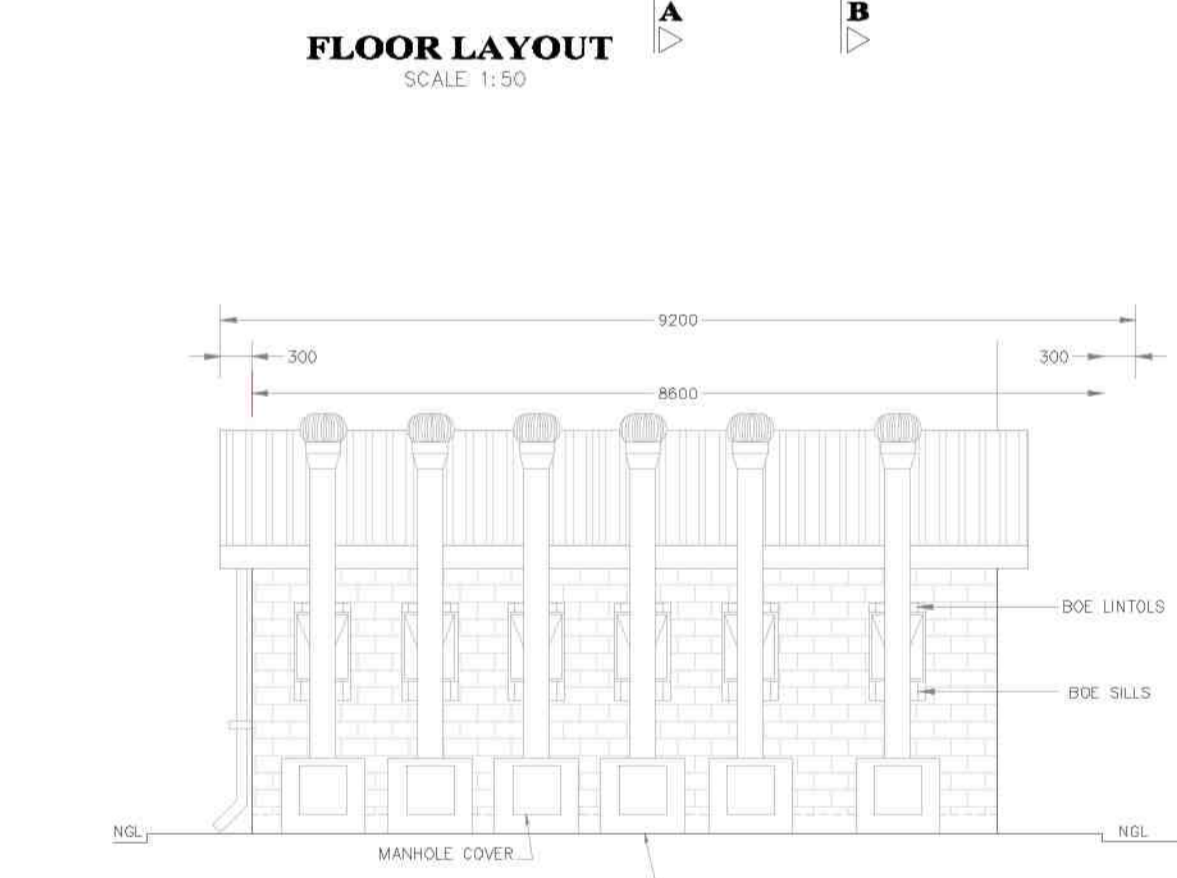 A
B
FLOOR LAYOUT
SCALE 1:50
9200
300
300
8600
BOE LINTOLS
BOE SILLS
NGL
NGL
MANHOLE COVER